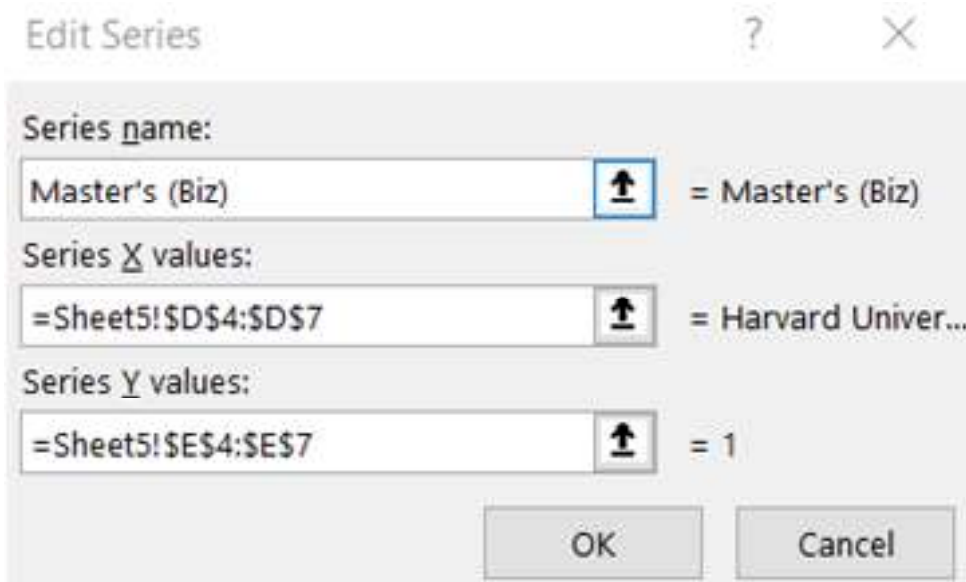 Edit Series ? ×
Series name:
Master's (Biz) = Master's (Biz)
Series X values:
=Sheet5!$D$4:$D$7 = Harvard Univer...
Series Y values:
=Sheet5!$E$4:$E$7 = 1
OK Cancel